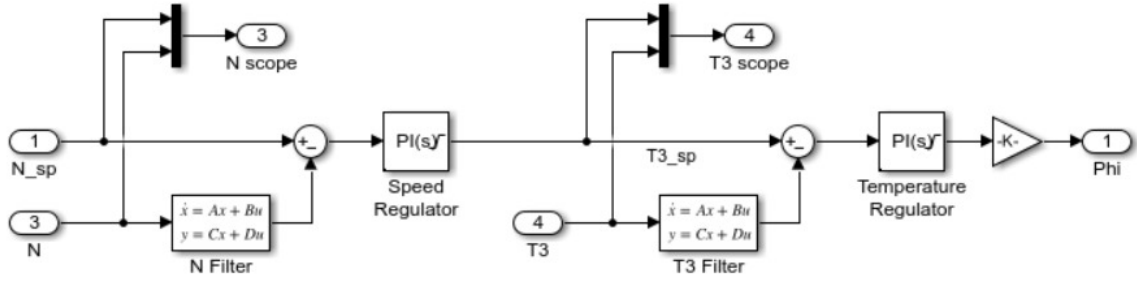 3
N scope
4
T3 scope
1
N_sp
+
-
PI(s)
Speed
Regulator
T3_sp
+
-
PI(s)
Temperature
Regulator
-K-
1
Phi
3
N
ẋ = Ax + Bu
y = Cx + Du
N Filter
4
T3
ẋ = Ax + Bu
y = Cx + Du
T3 Filter